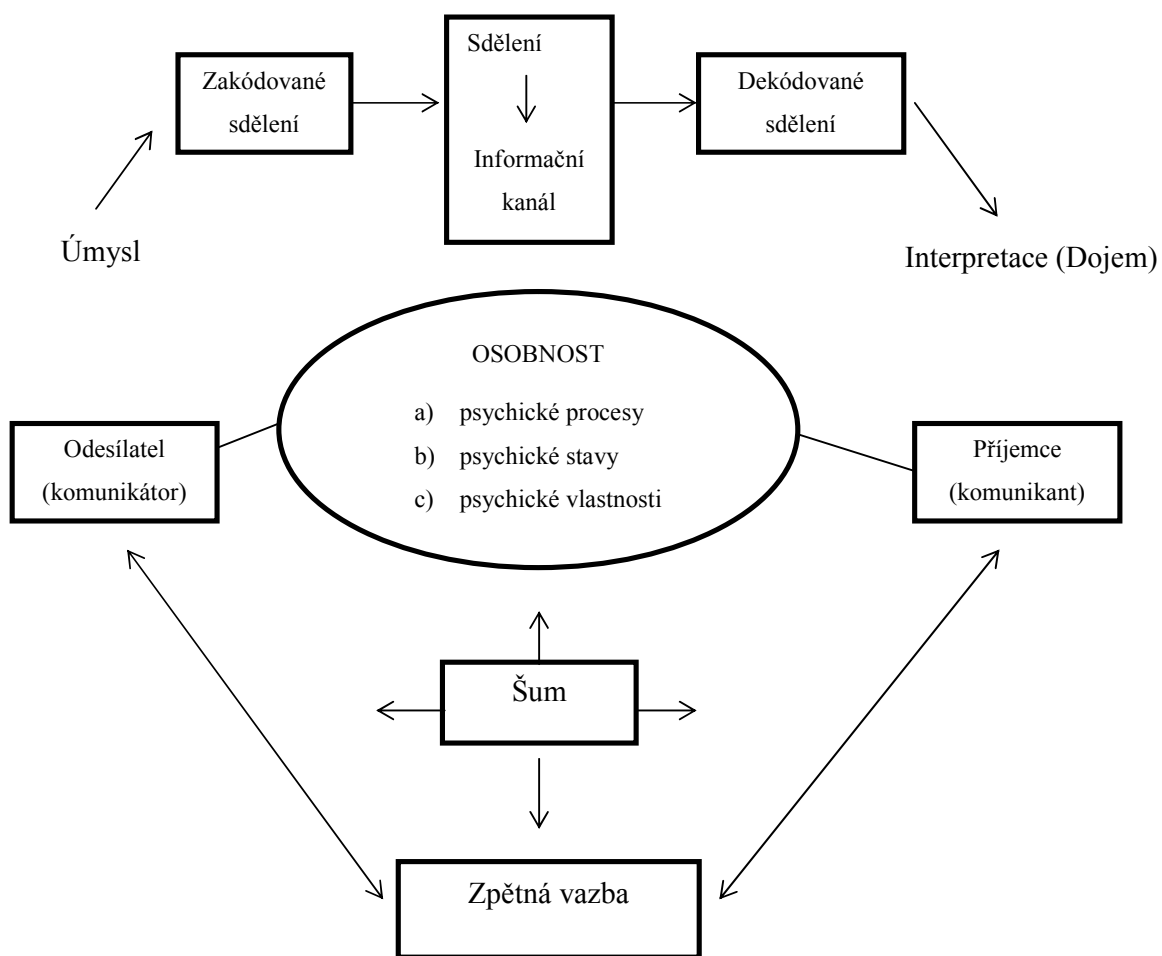 Sdělení
Zakódované
sdělení
Dekódované
sdělení
Informační
kanál
Úmysl
Interpretace (Dojem)
OSOBNOST
a) psychické procesy
b) psychické stavy
c) psychické vlastnosti
Odesílatel
(komunikátor)
Příjemce
(komunikant)
Šum
Zpětná vazba